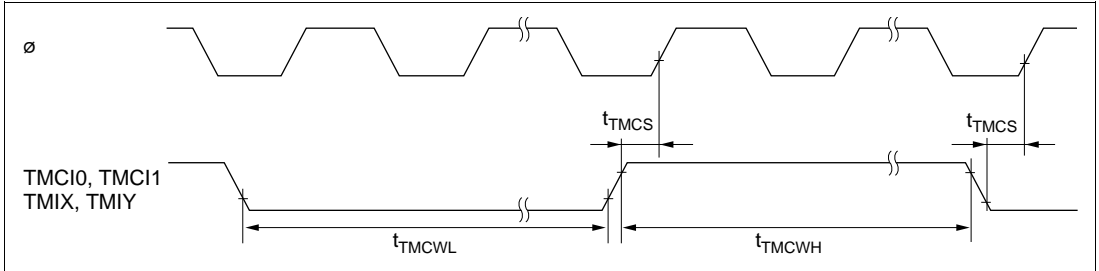 ø
tTMCS
tTMCS
TMCI0, TMCI1
TMIX, TMIY
tTMCWL
tTMCWH